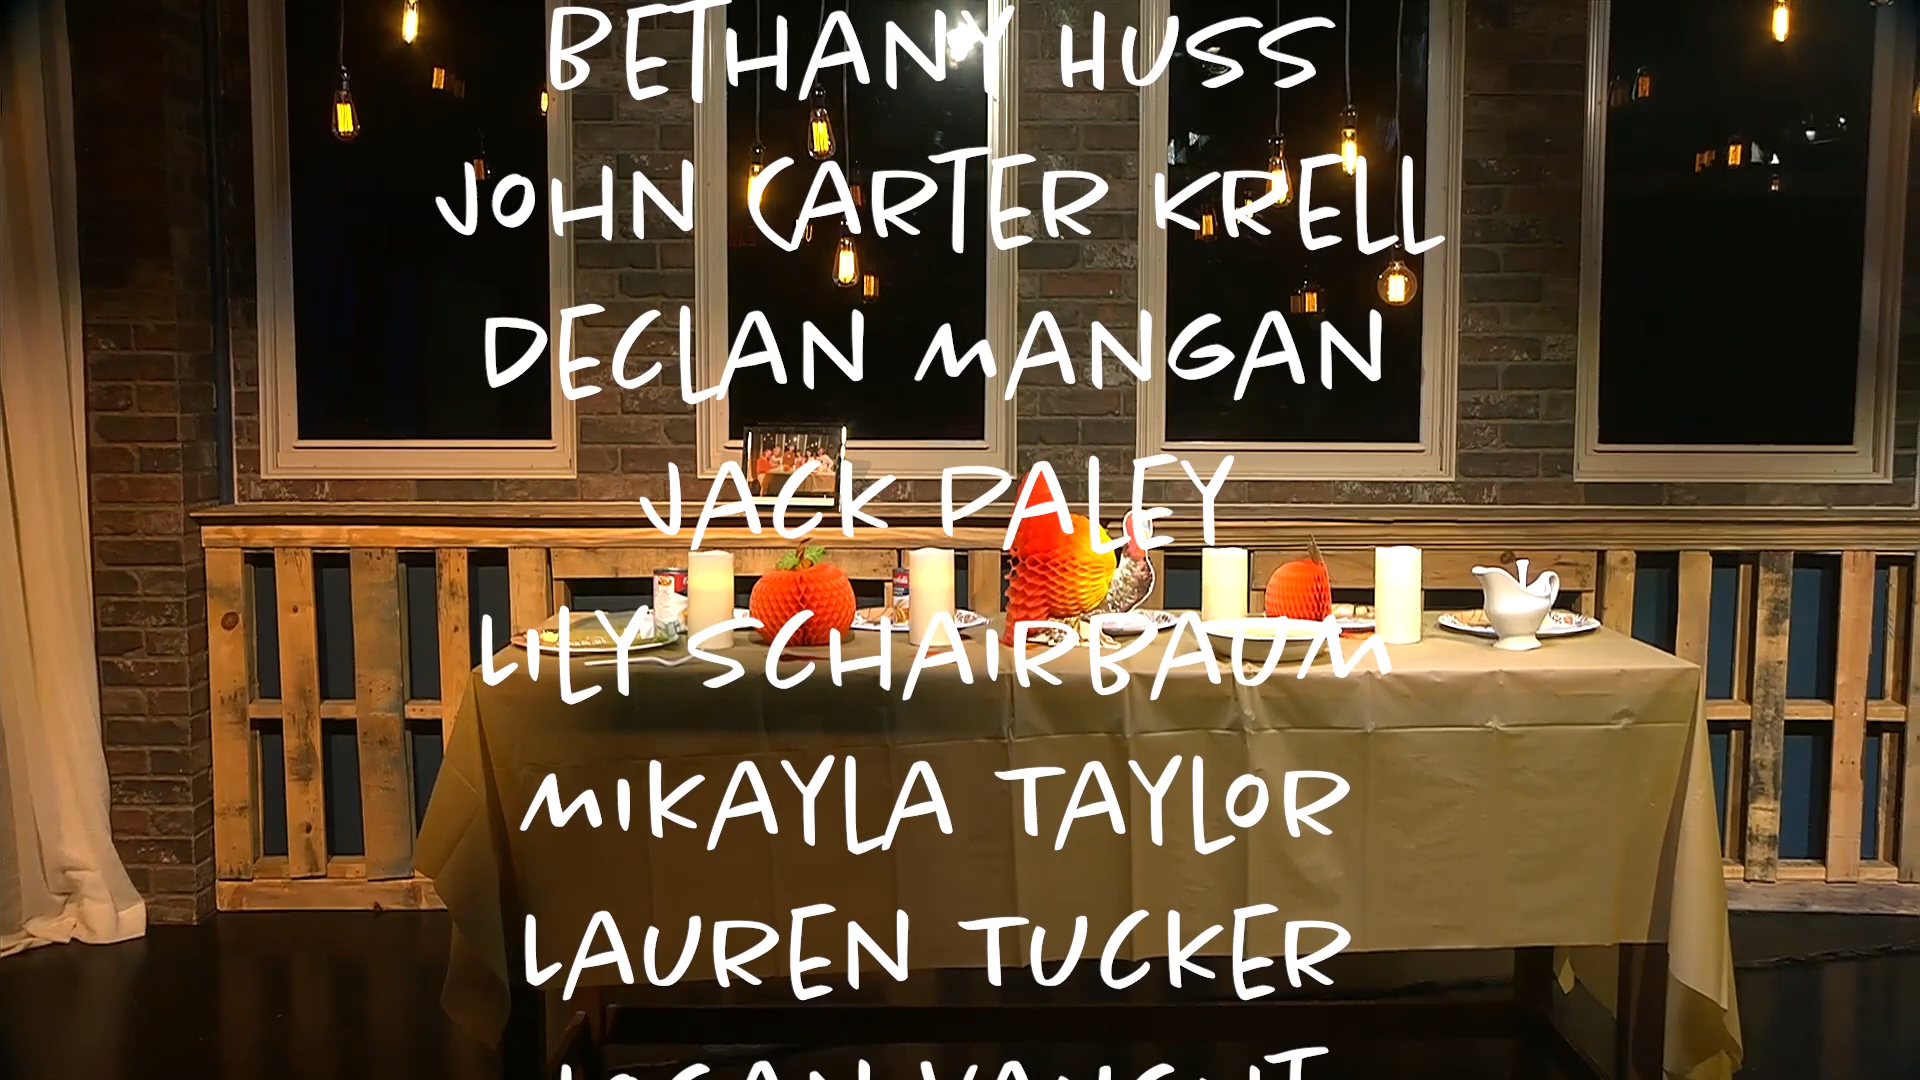 BETHANY HUSS
JOHN CARTER KRELL
DECLAN MANGAN
JACK PALEY
LILY SCHAIRBAUM
MIKAYLA TAYLOR
LAUREN TUCKER